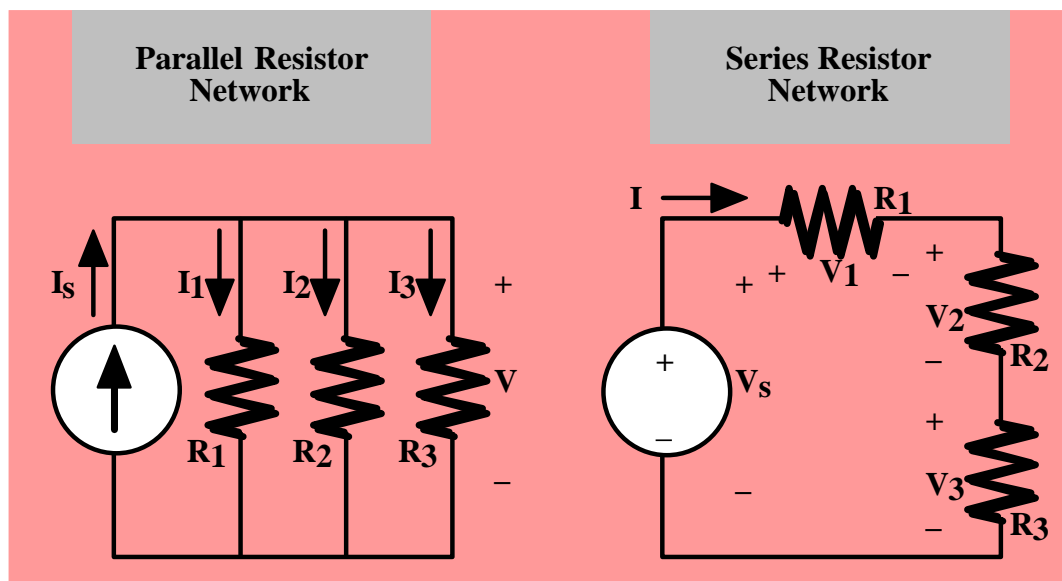 Parallel Resistor
Network
Series Resistor
Network
Is
I1
I2
I3
+
V
–
R1
R2
R3
I
R1
+
V1
–
+
V2
–
R2
+
Vs
–
+
–
+
V3
–
R3